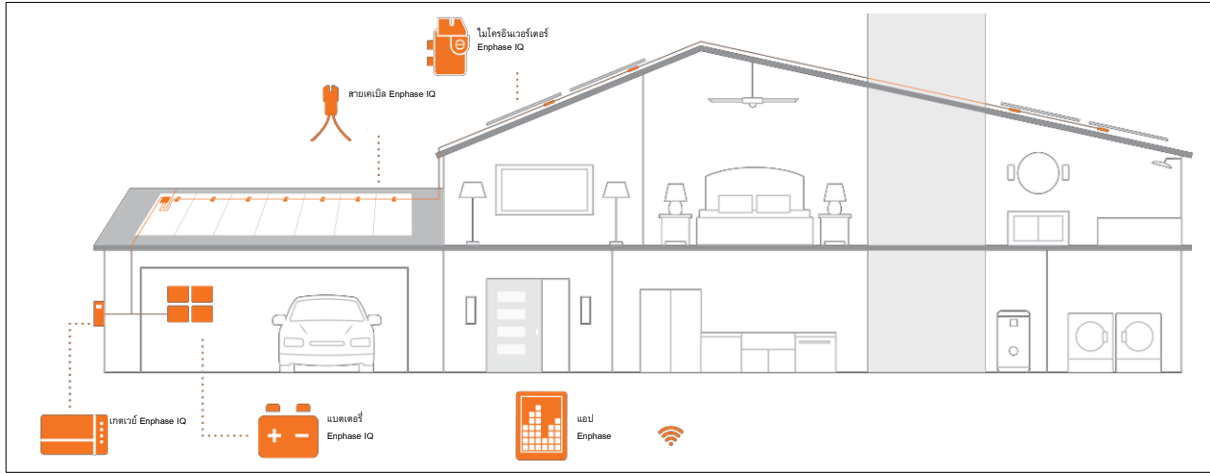 ไมโครอินเวอร์เตอร์
Enphase IQ
สายเคเบิล Enphase IQ
เกตเวย์ Enphase IQ
แบตเตอรี่
Enphase IQ
แอป
Enphase